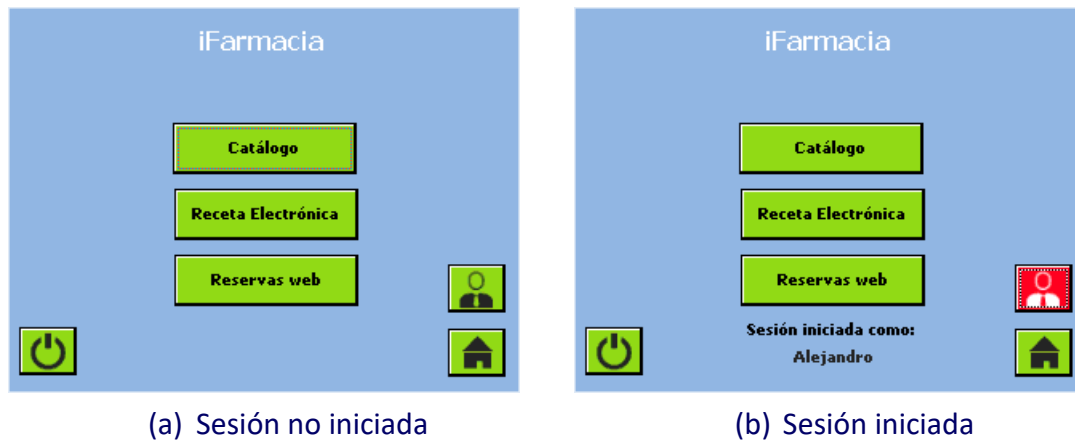 iFarmacia
Catálogo
Receta Electrónica
Reservas web
(a) Sesión no iniciada
iFarmacia
Catálogo
Receta Electrónica
Reservas web
Sesión iniciada como:
Alejandro
(b) Sesión iniciada